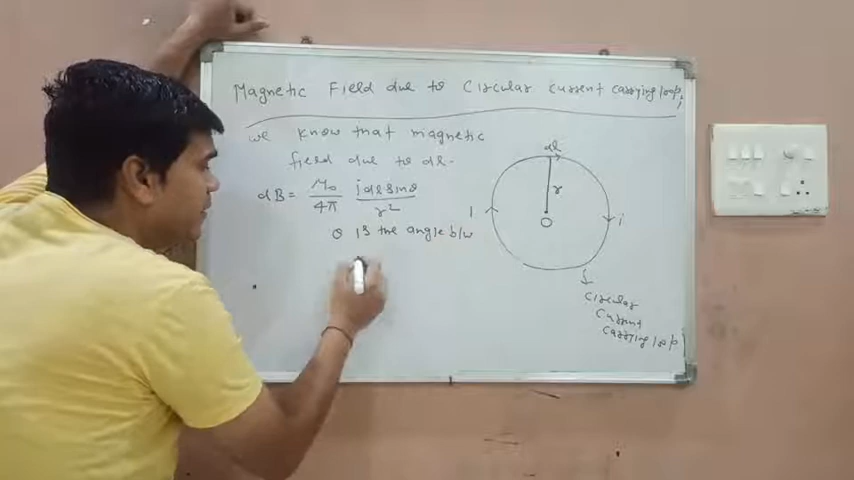 Magnetic Field due to Circular current carrying loop;
we know that magnetic
field due to dl-
dB = μ₀/4π idl sinθ/r²
θ is the angle b/w
dl
r
O
i
i
Circular
Current
carrying loop